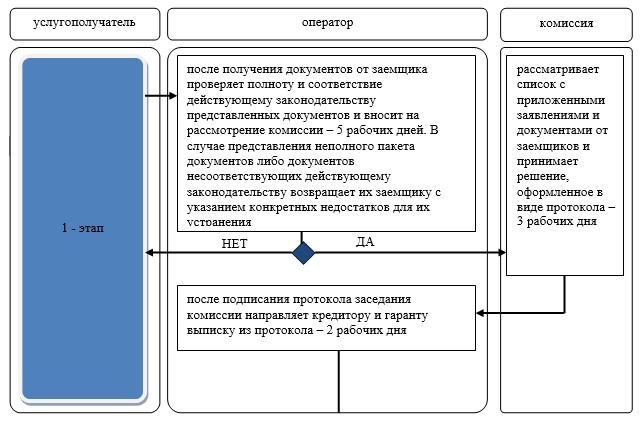 услугополучатель
оператор
комиссия
1 - этап
после получения документов от заемщика
проверяет полноту и соответствие
действующему законодательству
представленных документов и вносит на
рассмотрение комиссии – 5 рабочих дней. В
случае представления неполного пакета
документов либо документов
несоответствующих действующему
законодательству возвращает их заемщику с
указанием конкретных недостатков для их
устранения
НЕТ
ДА
рассматривает
список с
приложенными
заявлениями и
документами от
заемщиков и
принимает
решение,
оформленное в
виде протокола –
3 рабочих дня
после подписания протокола заседания
комиссии направляет кредитору и гаранту
выписку из протокола – 2 рабочих дня